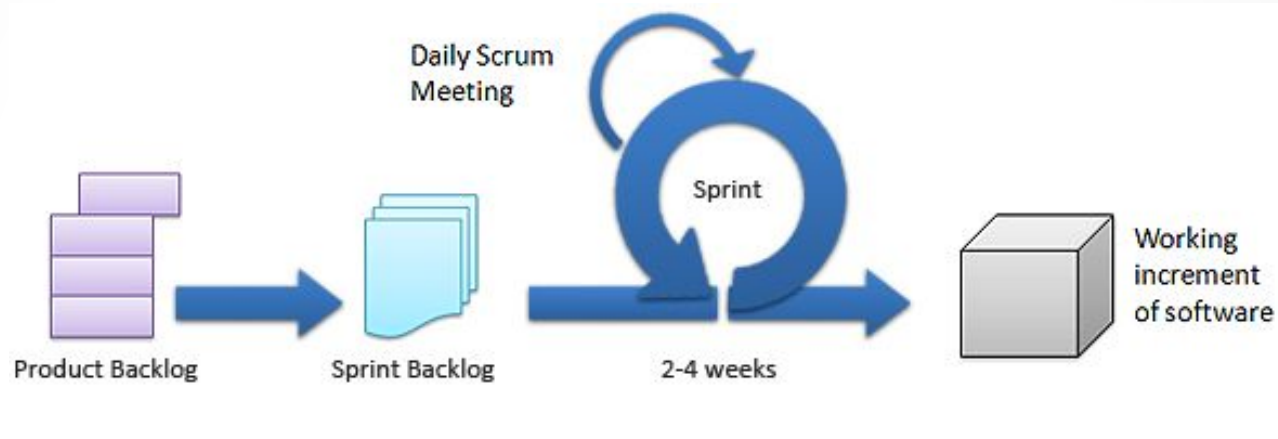 Daily Scrum
Meeting
Sprint
Working
increment
of software
Product Backlog
Sprint Backlog
2-4 weeks